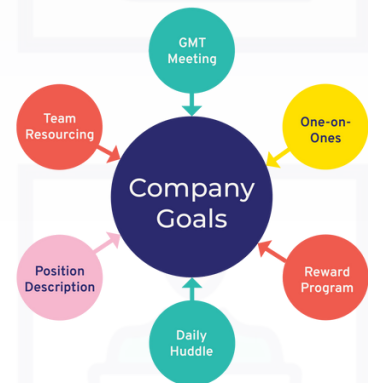 GMT
Meeting
Team
Resourcing
One-on-
Ones
Company
Goals
Position
Description
Reward
Program
Daily
Huddle